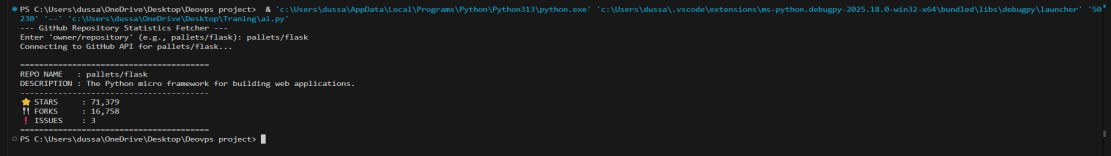 PS C:\Users\dussa\OneDrive\Desktop\Deovps project>  & 'c:\Users\dussa\AppData\Local\Programs\Python\Python313\python.exe' 'c:\Users\dussa\.vscode\extensions\ms-python.debugpy-2025.18.0-win32-x64\bundled\libs\debugpy\launcher' '50
230' '--' 'c:\Users\dussa\OneDrive\Desktop\Traning\ai.py'
--- GitHub Repository Statistics Fetcher ---
Enter 'owner/repository' (e.g., pallets/flask): pallets/flask
Connecting to GitHub API for pallets/flask...
========================================
REPO NAME   : pallets/flask
DESCRIPTION : The Python micro framework for building web applications.
----------------------------------------
⭐ STARS     : 71,379
🍴 FORKS     : 16,758
❗ ISSUES    : 3
========================================
PS C:\Users\dussa\OneDrive\Desktop\Deovps project>